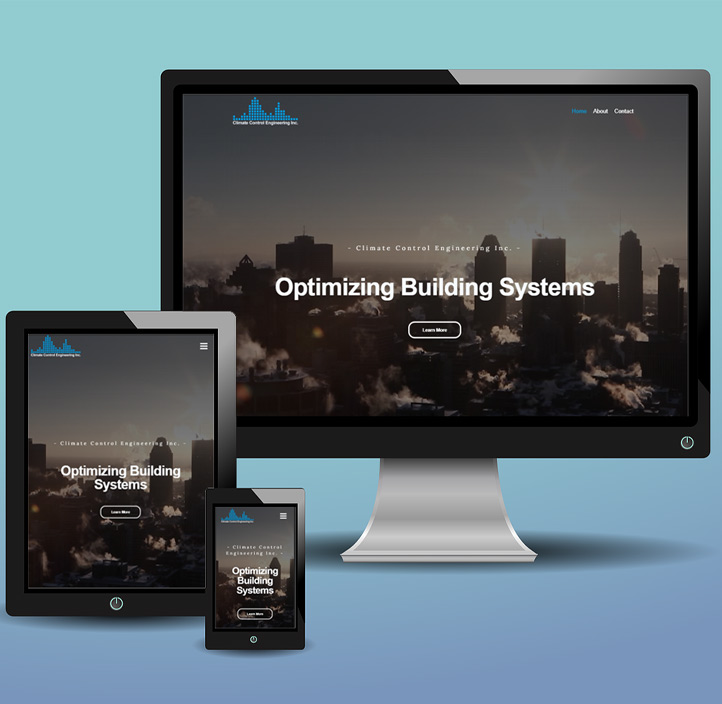 Climate Control Engineering Inc.
Home About Contact
- Climate Control Engineering Inc. -
Optimizing Building Systems
Learn More
Climate Control Engineering Inc.
- Climate Control Engineering Inc. -
Optimizing Building
Systems
Learn More
Climate Control Engineering Inc.
- Climate Control
Engineering Inc. -
Optimizing
Building
Systems
Learn More